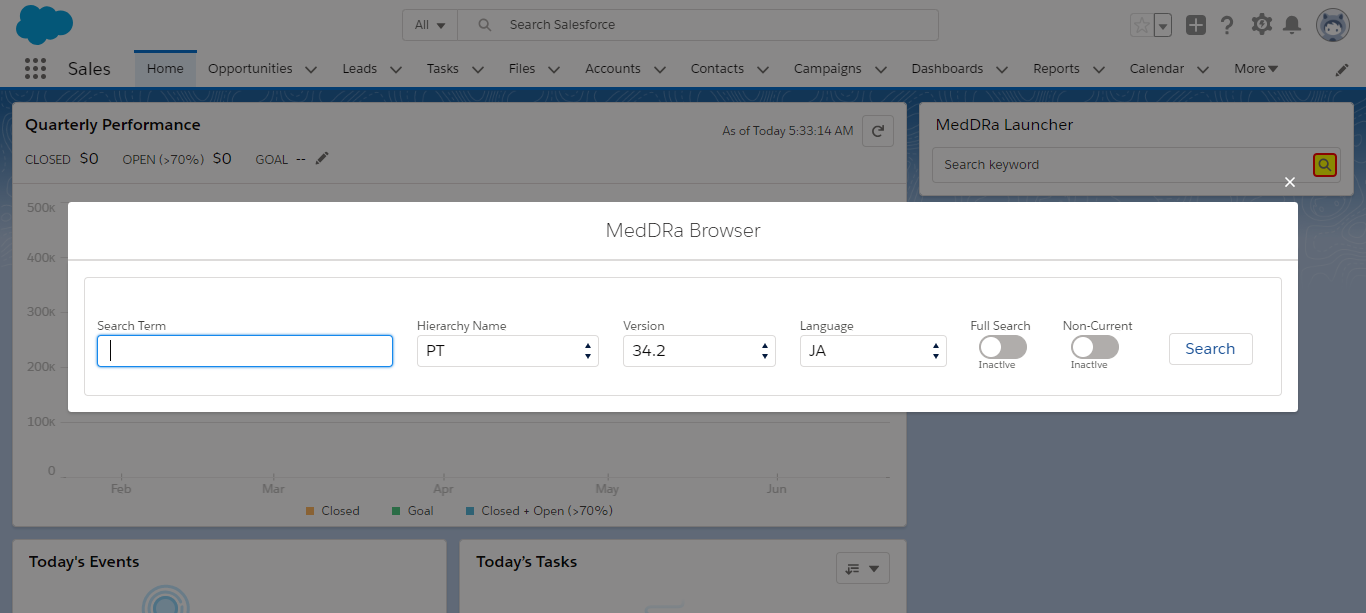 All
Search Salesforce
Sales
Home
Opportunities
Leads
Tasks
Files
Accounts
Contacts
Campaigns
Dashboards
Reports
Calendar
More
Quarterly Performance
As of Today 5:33:14 AM
CLOSED $0 OPEN (>70%) $0 GOAL --
MedDRa Launcher
Search keyword
500K
400K
300K
200K
100K
0
MedDRa Browser
Search Term
Hierarchy Name
PT
Version
34.2
Language
JA
Full Search
Inactive
Non-Current
Inactive
Search
Feb
Mar
Apr
May
Jun
Closed
Goal
Closed + Open (>70%)
Today's Events
Today's Tasks